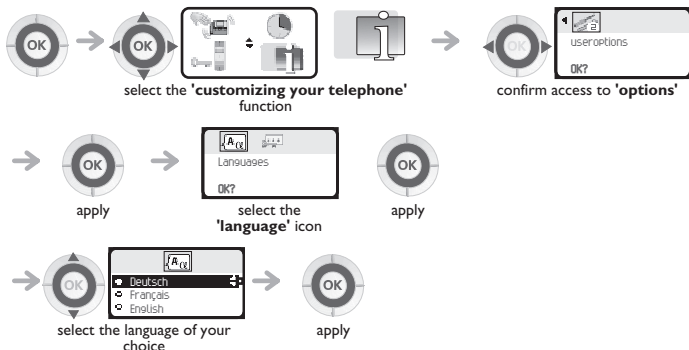 OK
OK
select the 'customizing your telephone'
function
OK
useroptions
OK?
confirm access to 'options'
OK
apply
Languages
OK?
select the
'language' icon
OK
apply
OK
Deutsch
Français
English
select the language of your
choice
OK
apply